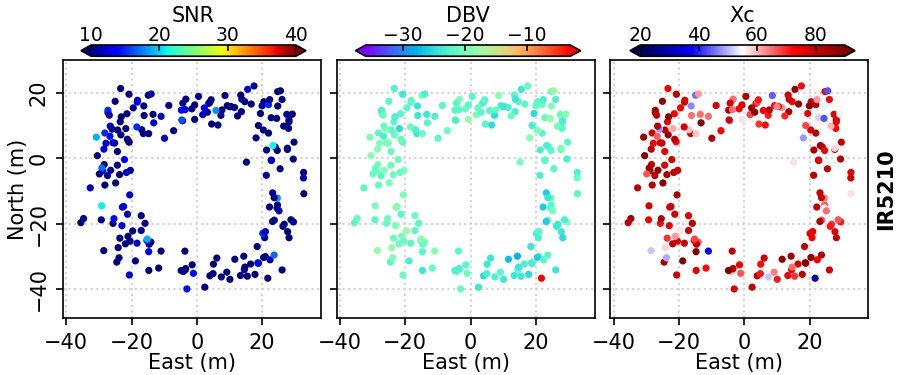 SNR
DBV
Xc
10 20 30 40
−30 −20 −10
20 40 60 80
20
0
−20
−40
North (m)
−40 −20 0 20
−40 −20 0 20
−40 −20 0 20
East (m)
East (m)
East (m)
IR5210